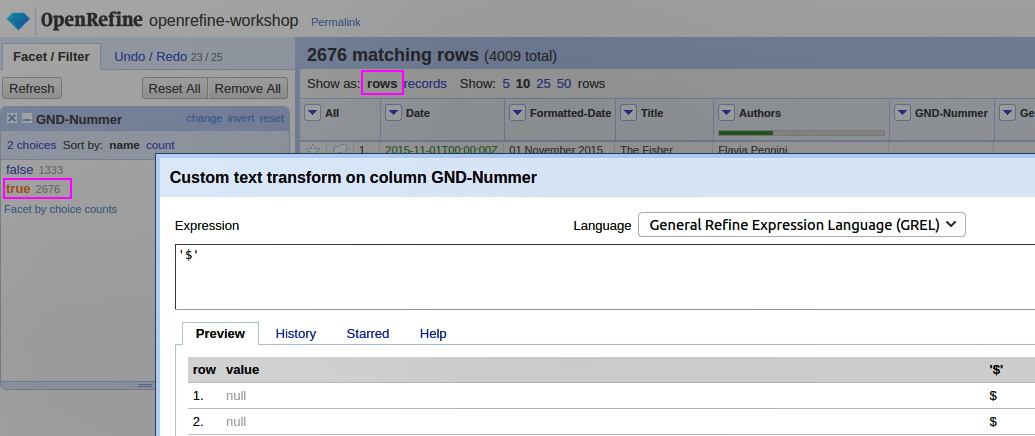 OpenRefine openrefine-workshop Permalink
Facet / Filter Undo / Redo 23 / 25
2676 matching rows (4009 total)
Refresh Reset All Remove All
Show as: rows records Show: 5 10 25 50 rows
GND-Nummer change invert reset
All Date Formatted-Date Title Authors GND-Nummer Ge
2 choices Sort by: name count
1. 2015-11-01T00:00:00Z 01 November 2015 The Fisher Flavia Pennini
false 1333
true 2676
Facet by choice counts
Custom text transform on column GND-Nummer
Expression Language General Refine Expression Language (GREL)
'$'
Preview History Starred Help
row value '$'
1. null $
2. null $